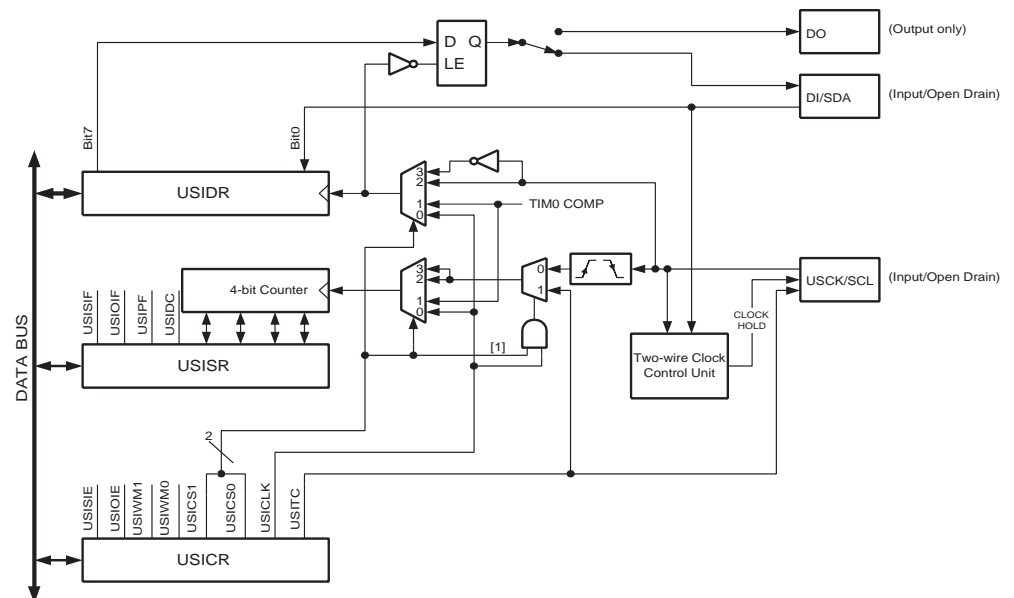 D Q
LE
DO
(Output only)
DI/SDA
(Input/Open Drain)
Bit7
Bit0
3
2
1
0
USIDR
TIM0 COMP
4-bit Counter
3
2
1
0
0
1
USCK/SCL
(Input/Open Drain)
CLOCK
HOLD
USISIF
USIOIF
USIPF
USIDC
[1]
Two-wire Clock
Control Unit
USISR
DATA BUS
2
USISIE
USIOIE
USIWM1
USIWM0
USICS1
USICS0
USICLK
USITC
USICR